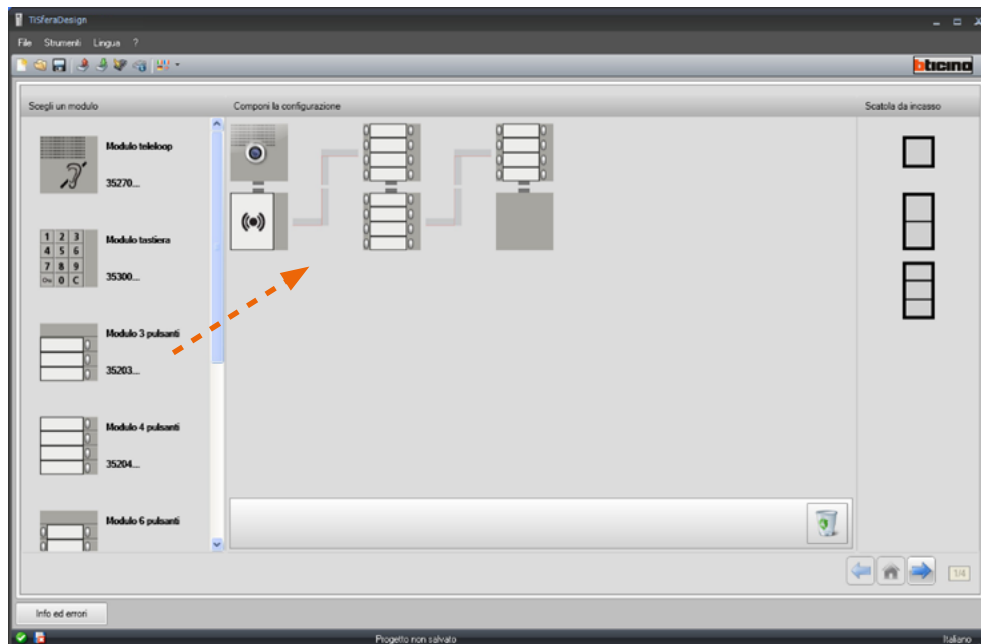 TiSferaDesign
File Strumenti Lingua ?
bticino
Scegli un modulo
Componi la configurazione
Scatola da incasso
Modulo teleloop
35270...
1 2 3
4 5 6
7 8 9
On 0 C
Modulo tastiera
35300...
Modulo 3 pulsanti
35203...
Modulo 4 pulsanti
35204...
Modulo 6 pulsanti
1/4
Info ed errori
Progetto non salvato
Italiano